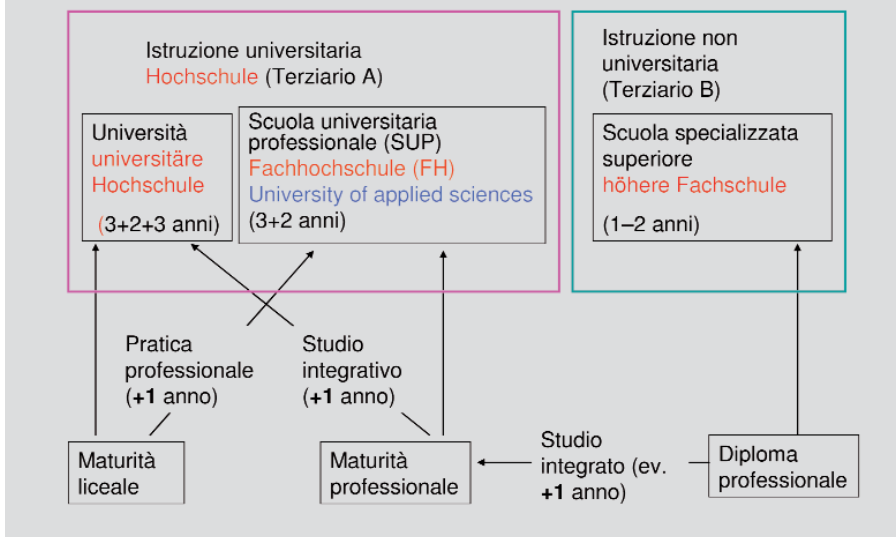 Istruzione universitaria
Hochschule (Terziario A)
Istruzione non
universitaria
(Terziario B)
Università
universitäre
Hochschule
(3+2+3 anni)
Scuola universitaria
professionale (SUP)
Fachhochschule (FH)
University of applied sciences
(3+2 anni)
Scuola specializzata
superiore
höhere Fachschule
(1–2 anni)
Pratica
professionale
(+1 anno)
Studio
integrativo
(+1 anno)
Maturità
liceale
Maturità
professionale
Studio
integrato (ev.
+1 anno)
Diploma
professionale